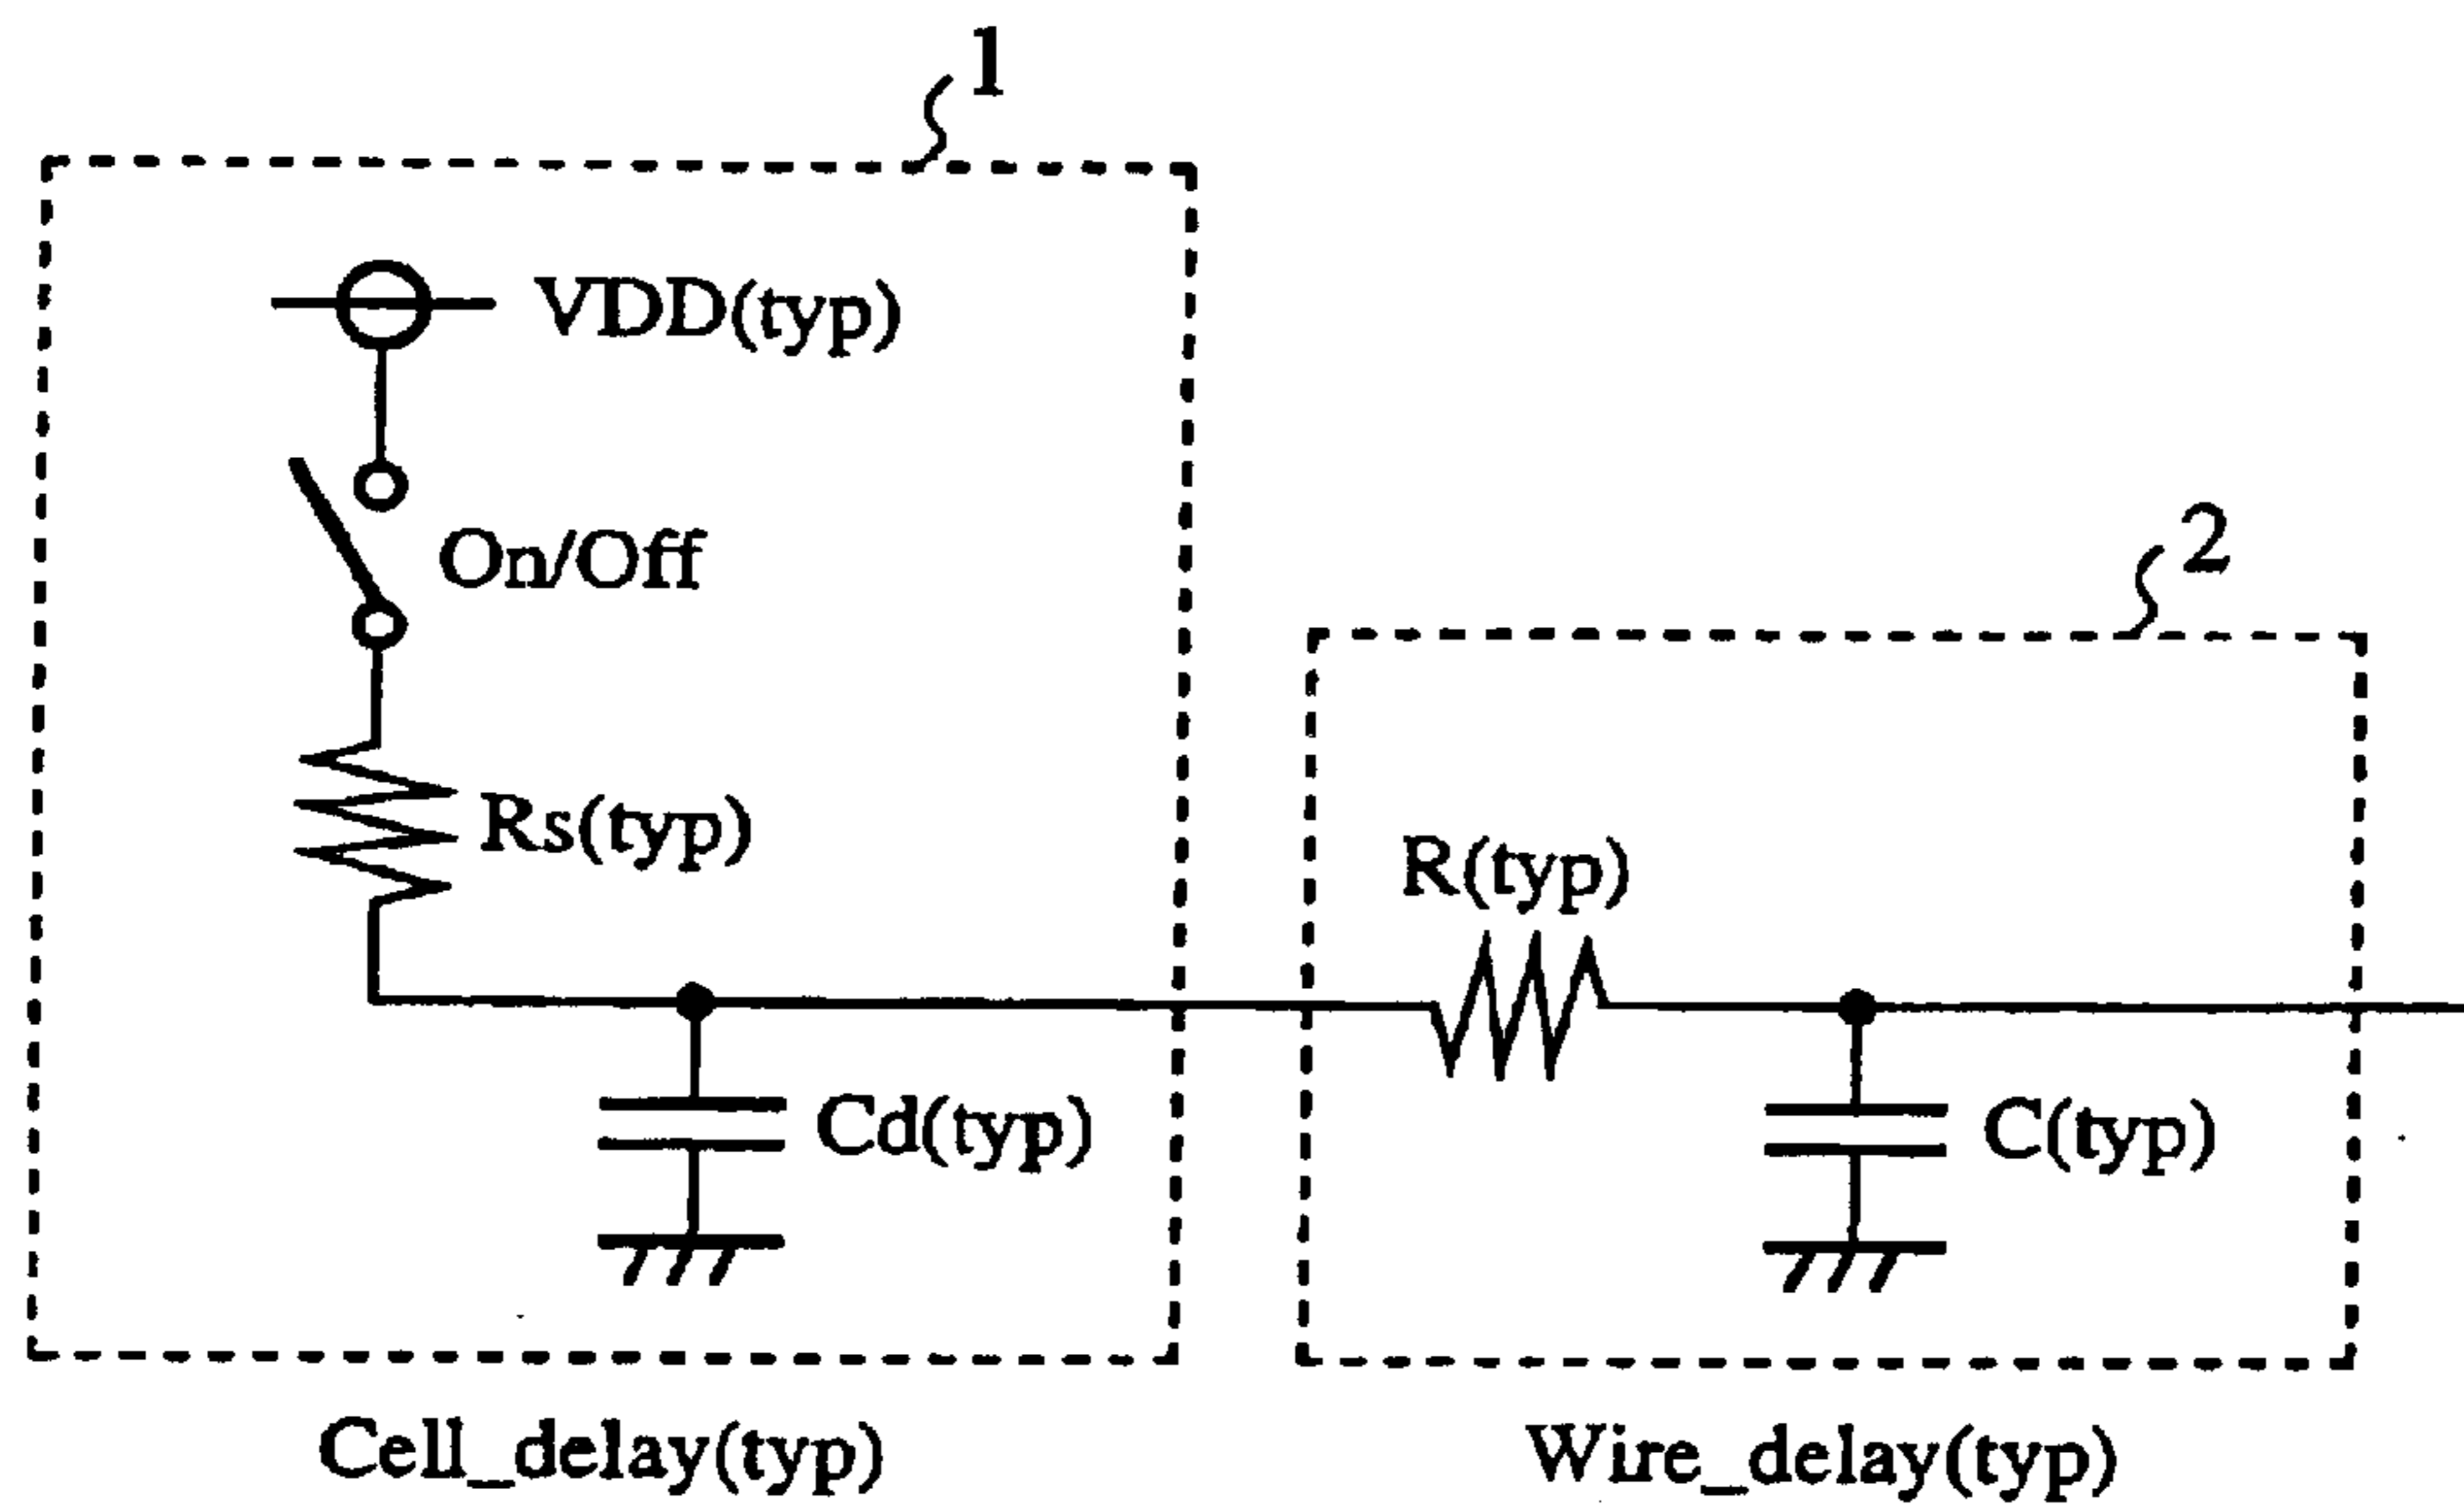 1
VDD(typ)
On/Off
2
Rs(typ)
R(typ)
Cd(typ)
C(typ)
Cell_delay(typ)
Wire_delay(typ)